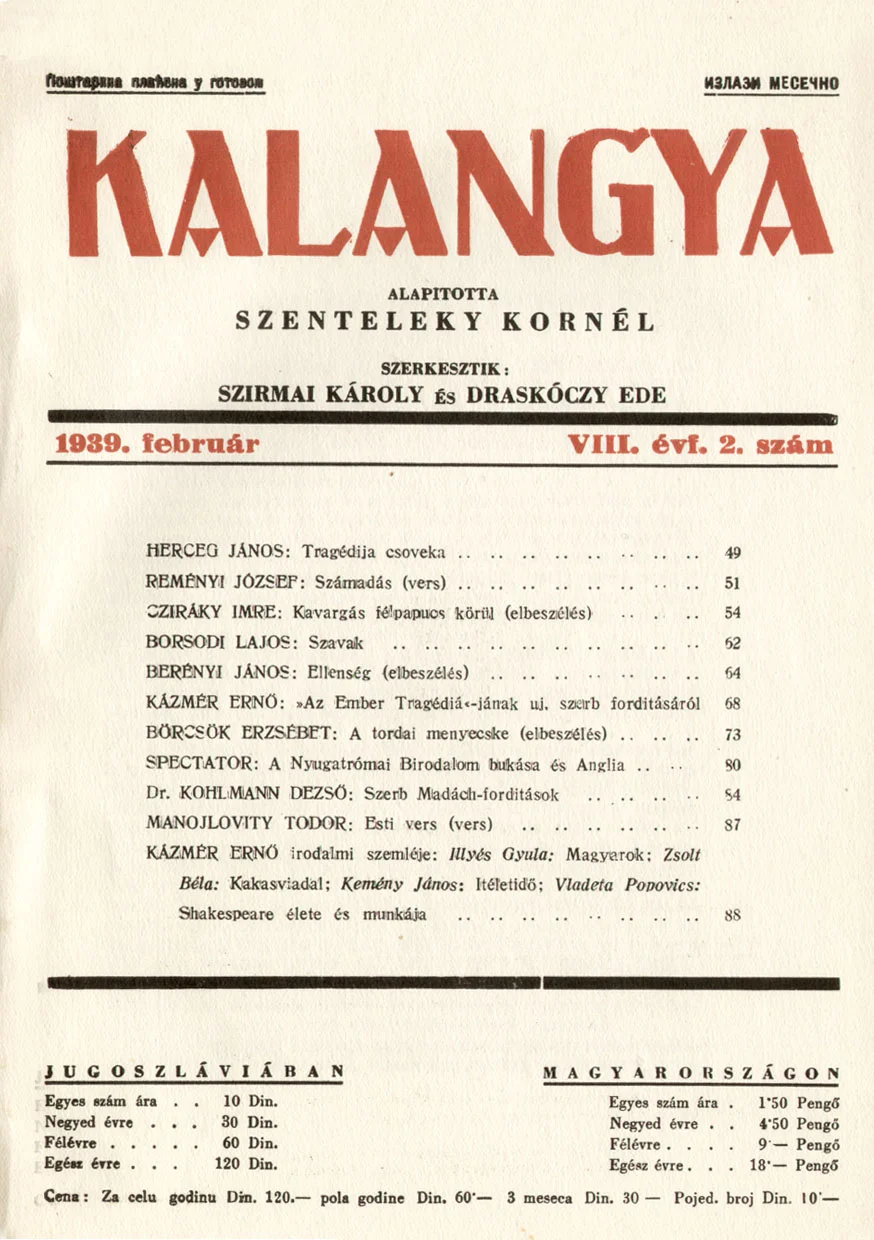 Поштарина плаћена у готовом
ИЗЛАЗИ МЕСЕЧНО
KALANGYA
ALAPITOTTA
SZENTELEKY KORNÉL
SZERKESZTIK:
SZIRMAI KÁROLY és DRASKÓCZY EDE
1939. február
VIII. évf. 2. szám
HERCEG JÁNOS: Tragédija csoveka .. .. .. .. .. .. .. .. .. .. 49
REMÉNYI JÓZSEF: Számadás (vers) .. .. .. .. .. .. .. .. .. .. 51
CZIRÁKY IMRE: Kavargás félpapucs körül (elbeszélés) .. . .. .. 54
BORSODI LAJOS: Szavak .. .. .. .. .. .. .. .. .. .. .. 62
BERÉNYI JÁNOS: Ellenség (elbeszélés) .. .. .. .. .. .. .. .. 64
KÁZMÉR ERNŐ: »Az Ember Tragédiá«-jának uj, szerb forditásáról 68
BÖRCSÖK ERZSÉBET: A tordai menyecske (elbeszélés) .. .. .. 73
SPECTATOR: A Nyugatrómai Birodalom bukása és Anglia .. .. 80
Dr. KOHLMANN DEZSŐ: Szerb Madách-forditások .. .. .. .. 84
MANOJLOVITY TODOR: Esti vers (vers) .. .. .. .. .. .. .. 87
KÁZMÉR ERNŐ irodalmi szemléje: Illyés Gyula: Magyarok; Zsolt
Béla: Kakasviadal; Kemény János: Itéletidő; Vladeta Popovics:
Shakespeare élete és munkája .. .. .. .. .. .. .. .. .. 88
JUGOSZLÁVIÁBAN
Egyes szám ára . . 10 Din.
Negyed évre . . . 30 Din.
Félévre . . . . . 60 Din.
Egész évre . . . 120 Din.
MAGYARORSZÁGON
Egyes szám ára . 1·50 Pengő
Negyed évre . . 4·50 Pengő
Félévre . . . . 9·— Pengő
Egész évre . . . 18·— Pengő
Cena: Za celu godinu Din. 120.— pola godine Din. 60·— 3 meseca Din. 30 — Pojed. broj Din. 10·—